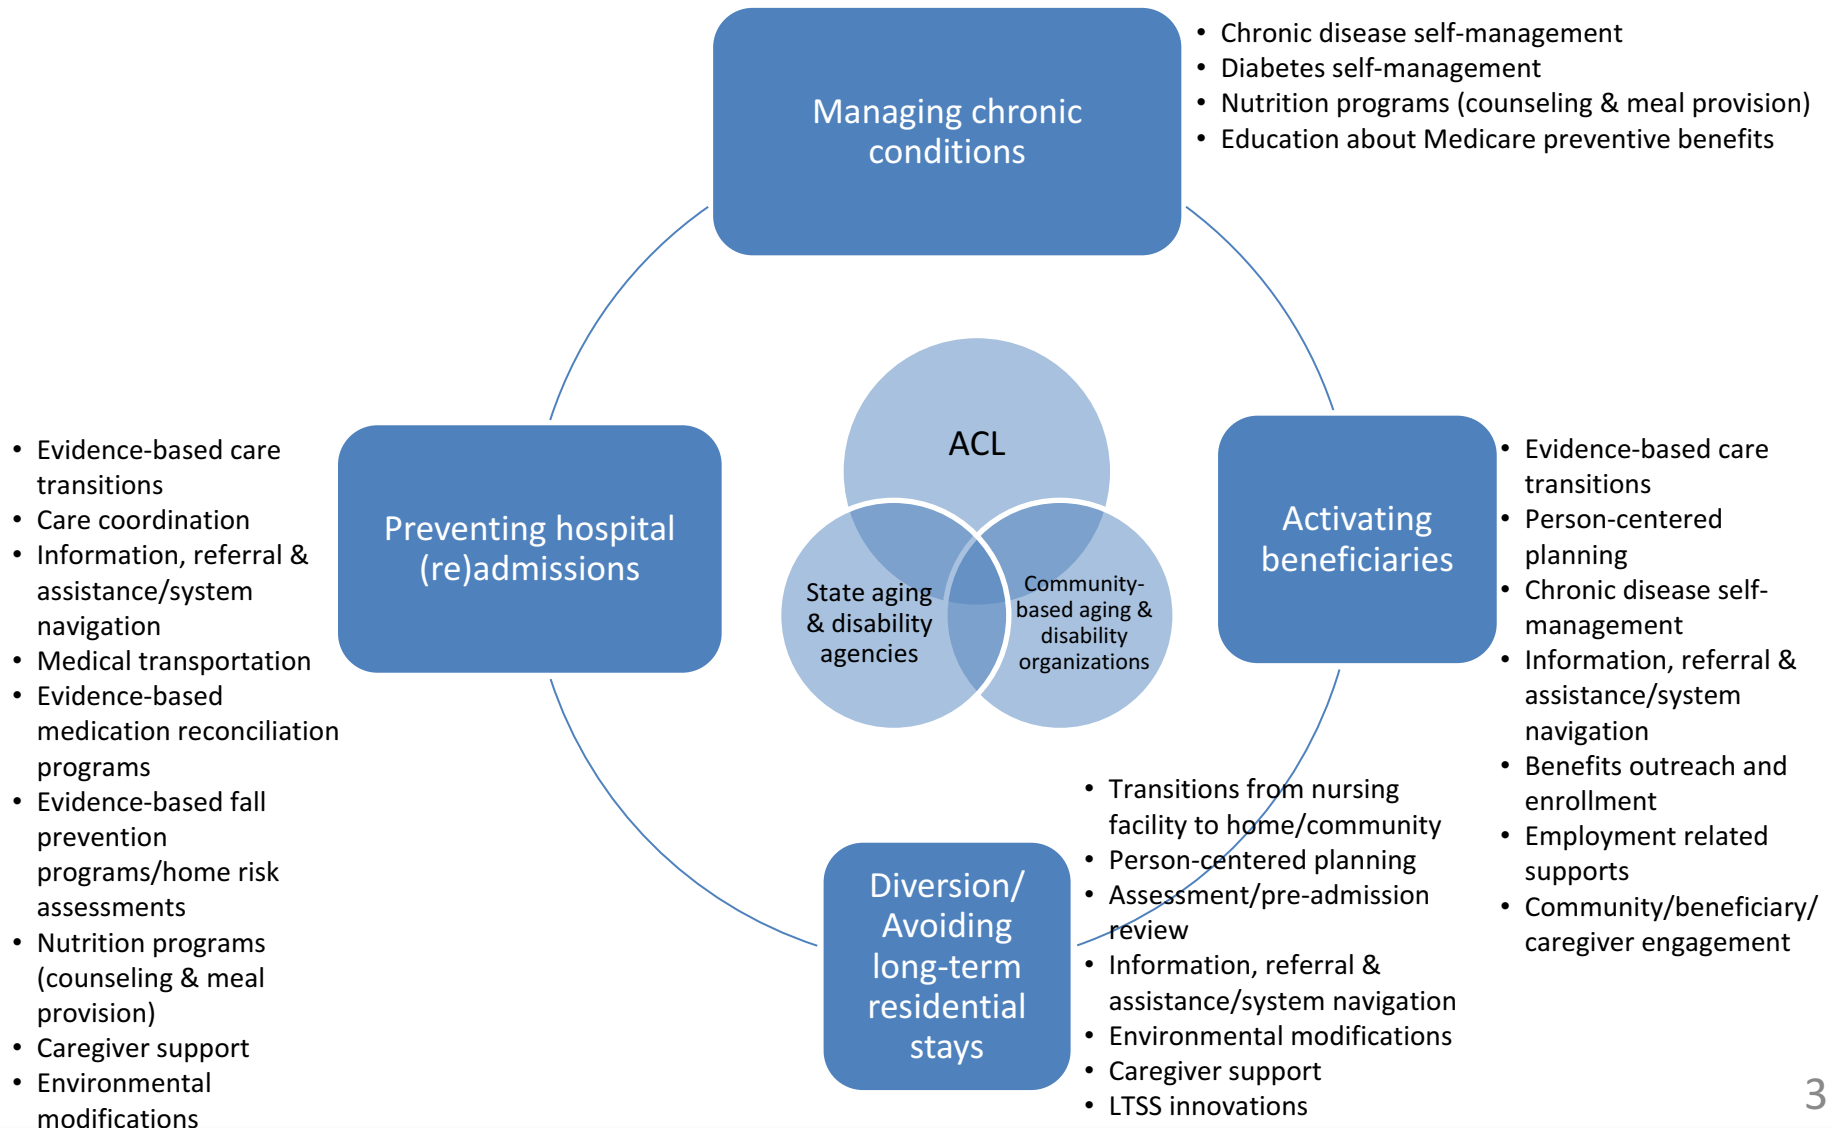 Managing chronic
conditions
• Chronic disease self-management
• Diabetes self-management
• Nutrition programs (counseling & meal provision)
• Education about Medicare preventive benefits
ACL
State aging
& disability
agencies
Community-
based aging &
disability
organizations
Activating
beneficiaries
• Evidence-based care
transitions
• Person-centered
planning
• Chronic disease self-
management
• Information, referral &
assistance/system
navigation
• Benefits outreach and
enrollment
• Employment related
supports
• Community/beneficiary/
caregiver engagement
Diversion/
Avoiding
long-term
residential
stays
• Transitions from nursing
facility to home/community
• Person-centered planning
• Assessment/pre-admission
review
• Information, referral &
assistance/system navigation
• Environmental modifications
• Caregiver support
• LTSS innovations
Preventing hospital
(re)admissions
• Evidence-based care
transitions
• Care coordination
• Information, referral &
assistance/system
navigation
• Medical transportation
• Evidence-based
medication reconciliation
programs
• Evidence-based fall
prevention
programs/home risk
assessments
• Nutrition programs
(counseling & meal
provision)
• Caregiver support
• Environmental
modifications
3